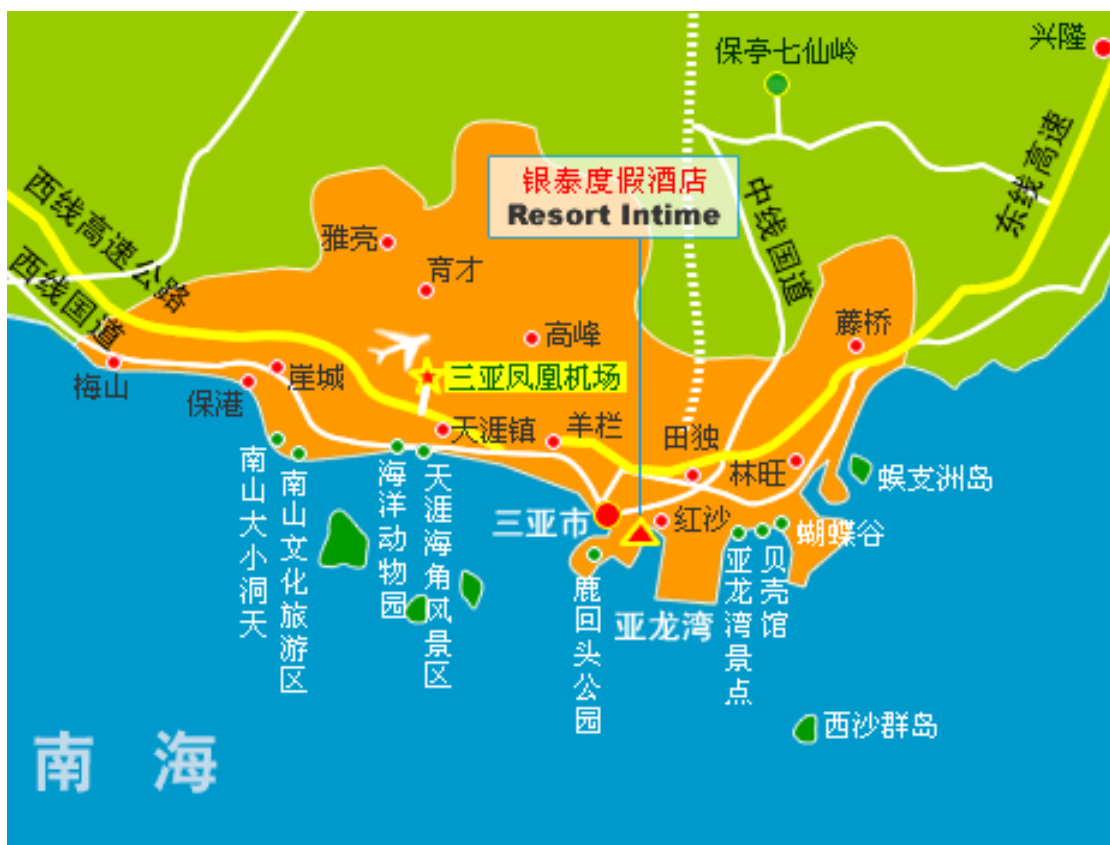 兴隆
保亭七仙岭
东线高速
银泰度假酒店
Resort Intime
中线国道
西线高速公路
西线国道
雅亮
育才
高峰
藤桥
三亚凤凰机场
梅山
崖城
保港
天涯镇
羊栏
田独
林旺
蜈支洲岛
三亚市
红沙
蝴蝶谷
南山大小洞天
南山文化旅游区
海洋动物园
天涯海角风景区
鹿回头公园
亚龙湾
亚龙湾景点
贝壳馆
西沙群岛
南海